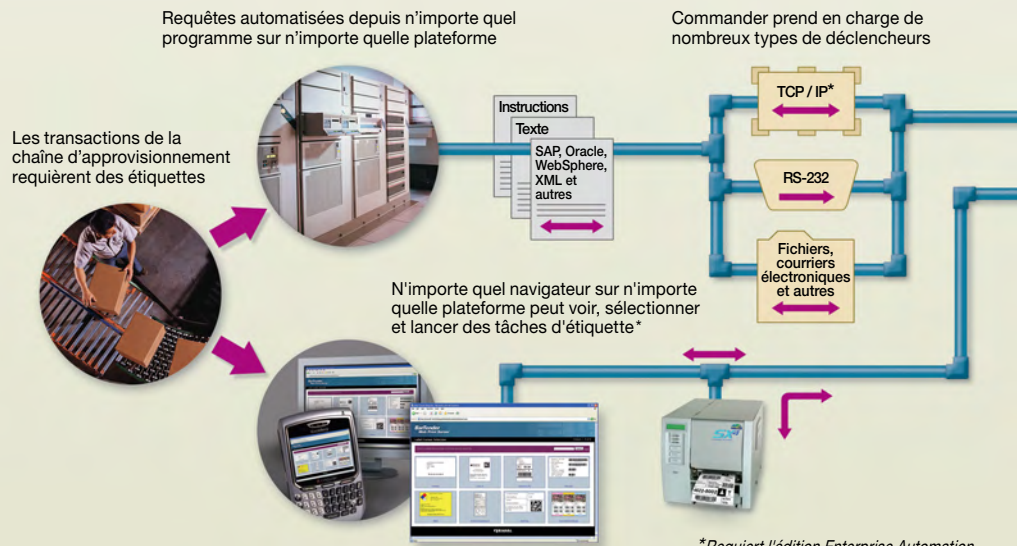 Requêtes automatisées depuis n’importe quel
programme sur n’importe quelle plateforme
Commander prend en charge de
nombreux types de déclencheurs
Les transactions de la
chaîne d’approvisionnement
requièrent des étiquettes
Instructions
Texte
SAP, Oracle,
WebSphere,
XML et
autres
TCP / IP*
RS-232
Fichiers,
courriers
électroniques
et autres
N'importe quel navigateur sur n'importe
quelle plateforme peut voir, sélectionner
et lancer des tâches d'étiquette*
BarTender
*Requiert l'édition Enterprise Automation